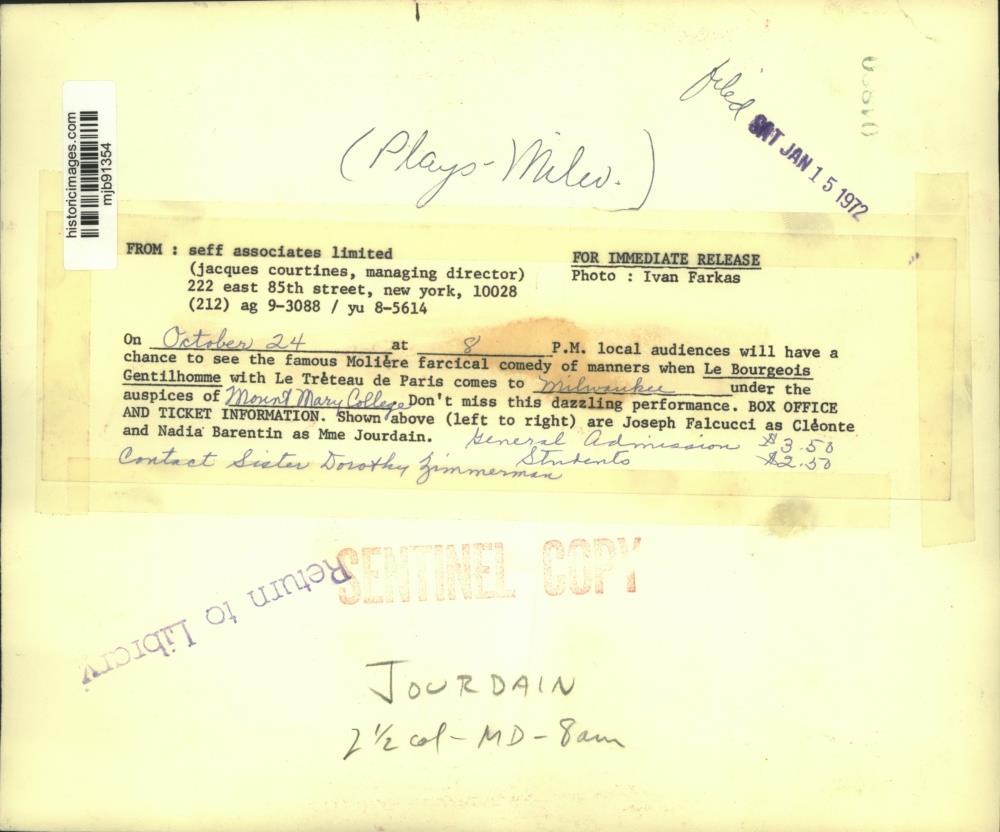 filed
SAT JAN 15 1972
(Plays-Milw.)
historicimages.com
mjb91354
FROM : seff associates limited
(jacques courtines, managing director)
222 east 85th street, new york, 10028
(212) ag 9-3088 / yu 8-5614
FOR IMMEDIATE RELEASE
Photo : Ivan Farkas
On October 24 at 8 P.M. local audiences will have a
chance to see the famous Molière farcical comedy of manners when Le Bourgeois
Gentilhomme with Le Trêteau de Paris comes to Milwaukee under the
auspices of Mount Mary College Don't miss this dazzling performance. BOX OFFICE
AND TICKET INFORMATION. Shown above (left to right) are Joseph Falcucci as Cléonte
and Nadia Barentin as Mme Jourdain. General Admission $3.50
Students $2.50
Contact Sister Dorothy Zimmerman
SENTINEL COPY
Return to Library
JOURDAIN
2 1/2 col - MD - 8am